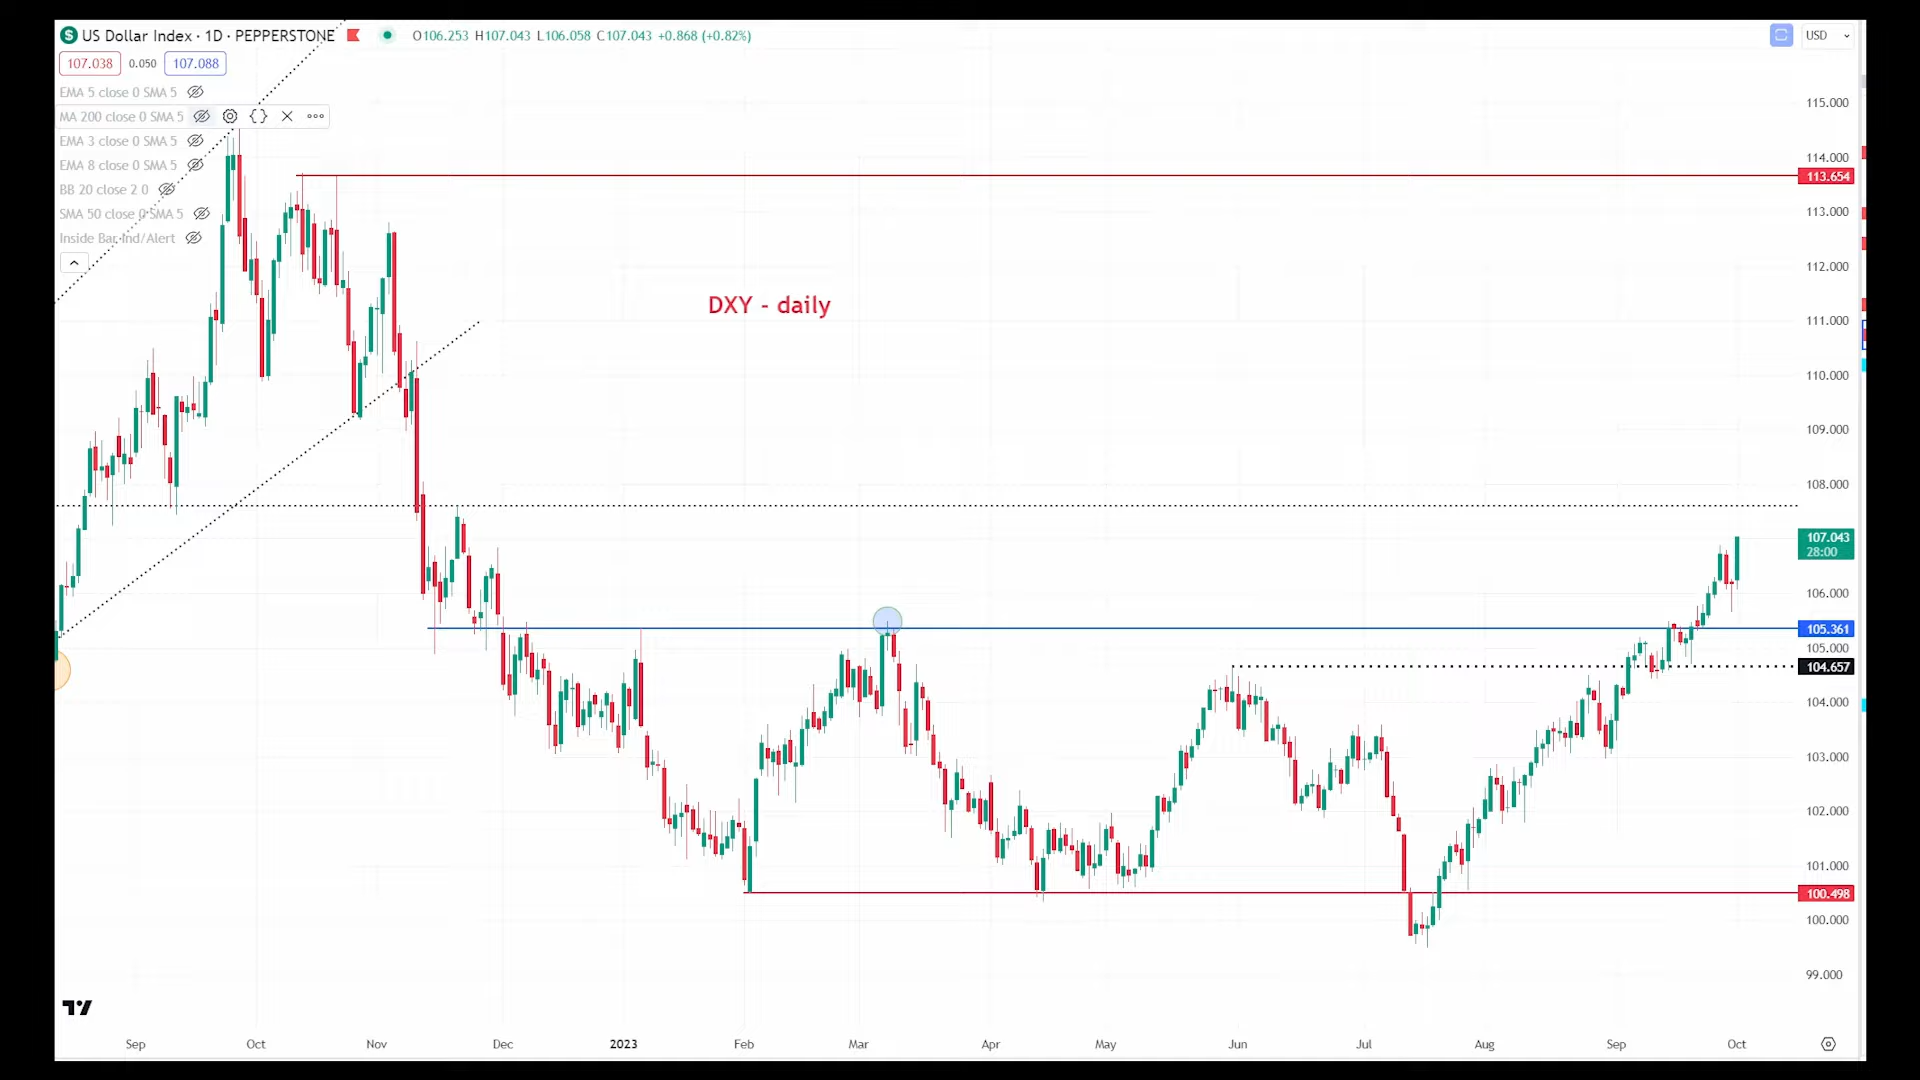 US Dollar Index · 1D · PEPPERSTONE O106.253 H107.043 L106.058 C107.043 +0.868 (+0.82%)
USD
107.038 0.050 107.088
EMA 5 close 0 SMA 5
MA 200 close 0 SMA 5
EMA 3 close 0 SMA 5
EMA 8 close 0 SMA 5
BB 20 close 2 0
SMA 50 close 0 SMA 5
Inside Bar Ind/Alert
DXY - daily
115.000
114.000
113.654
113.000
112.000
111.000
110.000
109.000
108.000
107.043
28:00
106.000
105.361
105.000
104.657
104.000
103.000
102.000
101.000
100.498
100.000
99.000
Sep Oct Nov Dec 2023 Feb Mar Apr May Jun Jul Aug Sep Oct